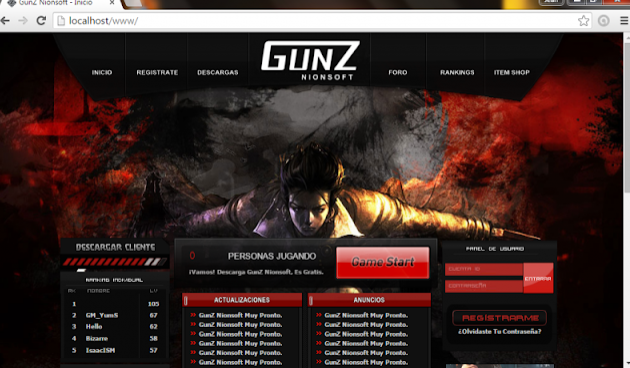 GunZ Nionsoft - Inicio
localhost/www/
GUNZ
NIONSOFT
INICIO REGISTRATE DESCARGAS FORO RANKINGS ITEM SHOP
DESCARGAR CLIENTE
0 PERSONAS JUGANDO
¡Vamos! Descarga GunZ Nionsoft. Es Gratis.
Game Start
PANEL DE USUARIO
CUENTA ID
CONTRASEÑA
ENTRAR
REGISTRARME
¿Olvidaste Tu Contraseña?
RANKING INDIVIDUAL
NOMBRE LV
1 105
2 GM_YumS 67
3 Hello 62
4 Bizarre 58
5 IsaacISM 57
ACTUALIZACIONES
GunZ Nionsoft Muy Pronto.
GunZ Nionsoft Muy Pronto.
GunZ Nionsoft Muy Pronto.
GunZ Nionsoft Muy Pronto.
GunZ Nionsoft Muy Pronto.
GunZ Nionsoft Muy Pronto.
ANUNCIOS
GunZ Nionsoft Muy Pronto.
GunZ Nionsoft Muy Pronto.
GunZ Nionsoft Muy Pronto.
GunZ Nionsoft Muy Pronto.
GunZ Nionsoft Muy Pronto.
GunZ Nionsoft Muy Pronto.